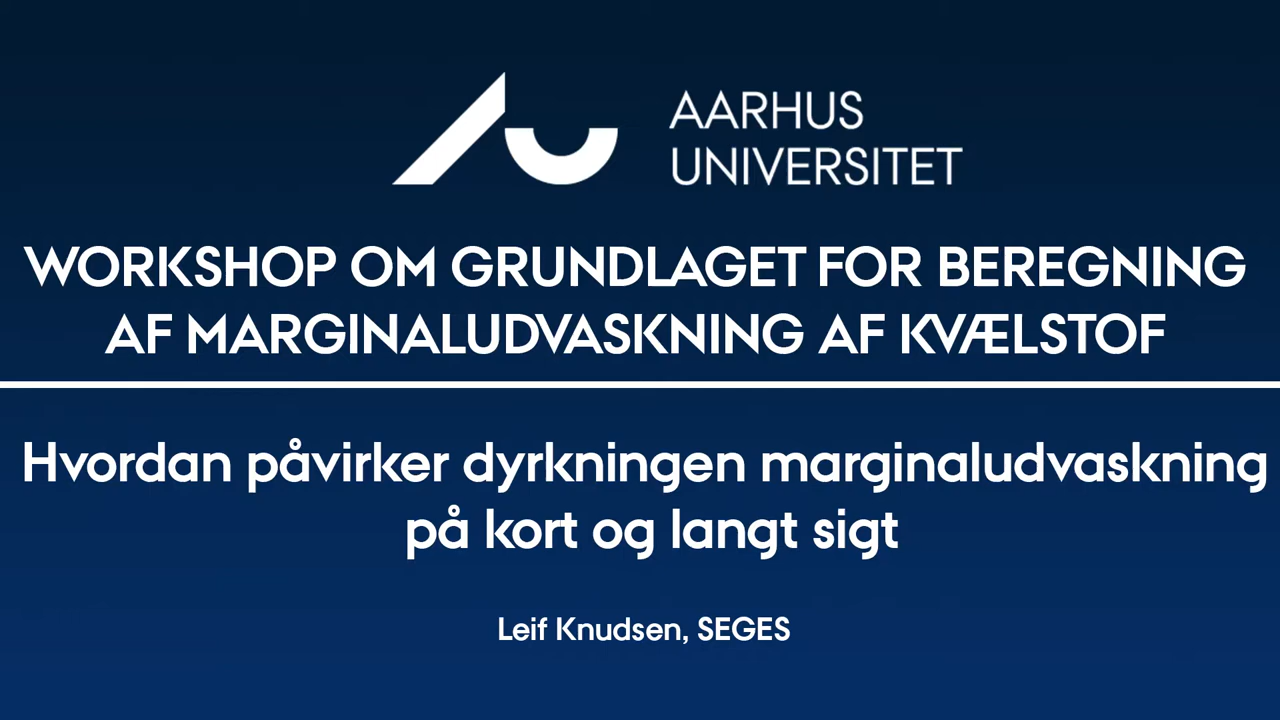 AARHUS
UNIVERSITET
WORKSHOP OM GRUNDLAGET FOR BEREGNING
AF MARGINALUDVASKNING AF KVÆLSTOF
Hvordan påvirker dyrkningen marginaludvaskning
på kort og langt sigt
Leif Knudsen, SEGES